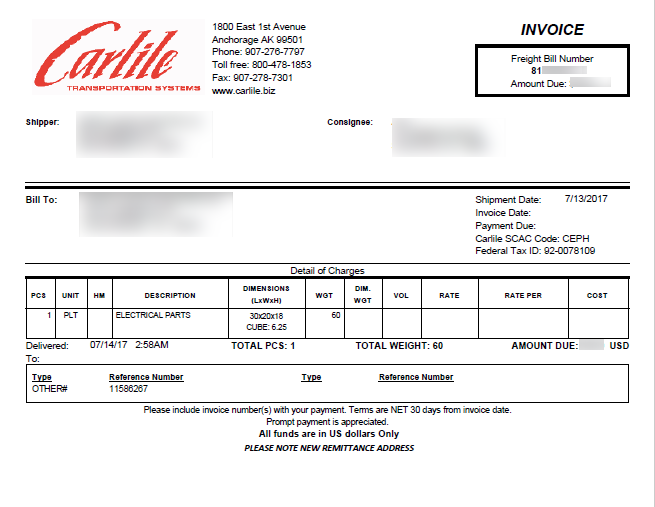 Carlile
TRANSPORTATION SYSTEMS
1800 East 1st Avenue
Anchorage AK 99501
Phone: 907-276-7797
Toll free: 800-478-1853
Fax: 907-278-7301
www.carlile.biz
INVOICE
Freight Bill Number
81
Amount Due:
Shipper:
Consignee:
Bill To:
Shipment Date: 7/13/2017
Invoice Date:
Payment Due:
Carlile SCAC Code: CEPH
Federal Tax ID: 92-0078109
Detail of Charges
PCS UNIT HM DESCRIPTION DIMENSIONS (LxWxH) WGT DIM. WGT VOL RATE RATE PER COST
1 PLT ELECTRICAL PARTS 30x20x18 60
CUBE: 6.25
Delivered: 07/14/17 2:58AM TOTAL PCS: 1 TOTAL WEIGHT: 60 AMOUNT DUE: USD
To:
Type Reference Number Type Reference Number
OTHER# 11586267
Please include invoice number(s) with your payment. Terms are NET 30 days from invoice date.
Prompt payment is appreciated.
All funds are in US dollars Only
PLEASE NOTE NEW REMITTANCE ADDRESS